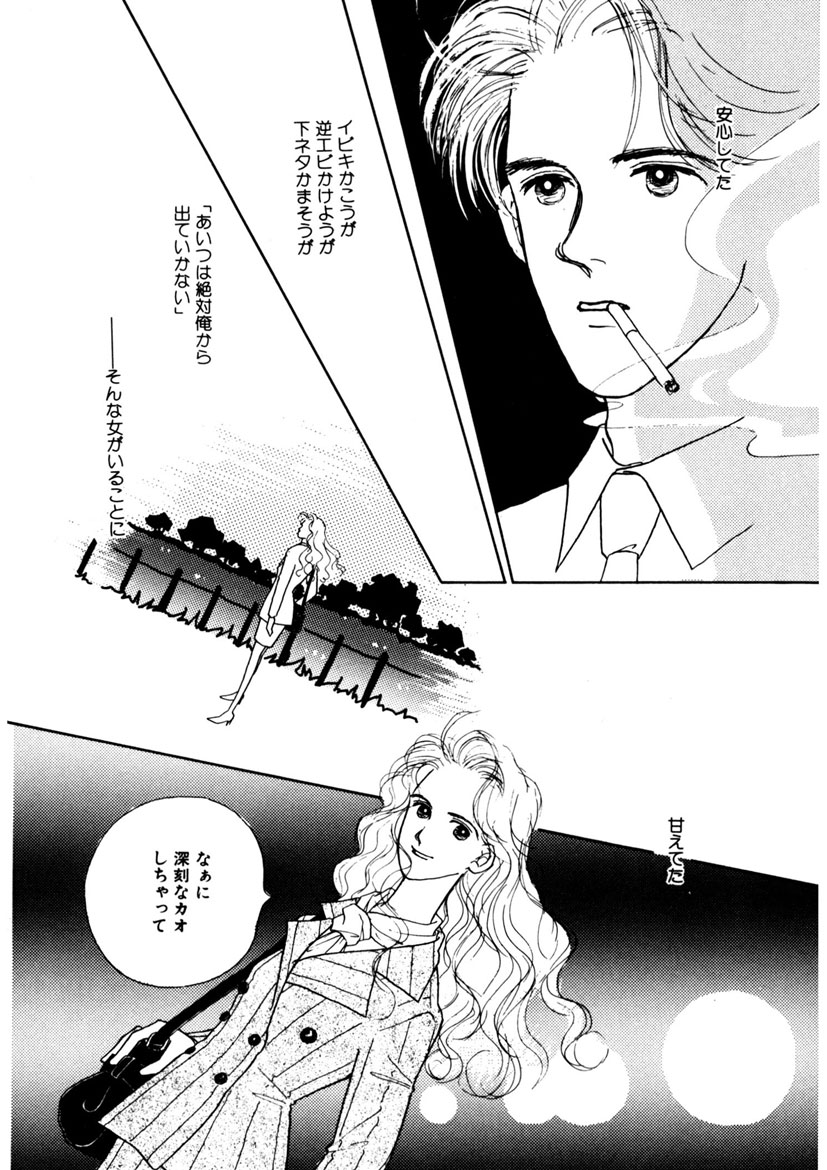 安心してた
イビキかこうが
逆エビかけようが
下ネタかまそうが
「あいつは絶対俺から
出ていかない」
――そんな女がいることに
甘えてた
なぁに
深刻なカオ
しちゃって